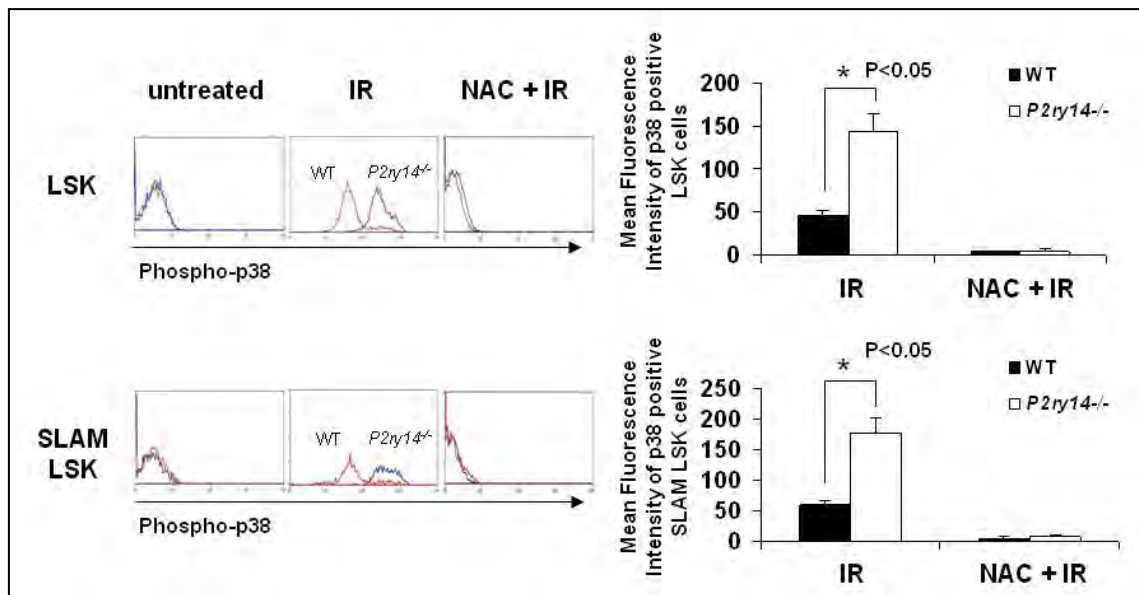 untreated
IR
NAC + IR
LSK
WT
P2ry14-/-
Phospho-p38
Mean Fluorescence
Intensity of p38 positive
LSK cells
200
150
100
50
0
*
P<0.05
WT
P2ry14-/-
IR
NAC + IR
SLAM
LSK
WT
P2ry14-/-
Phospho-p38
Mean Fluorescence
Intensity of p38 positive
SLAM LSK cells
250
200
150
100
50
0
*
P<0.05
WT
P2ry14-/-
IR
NAC + IR